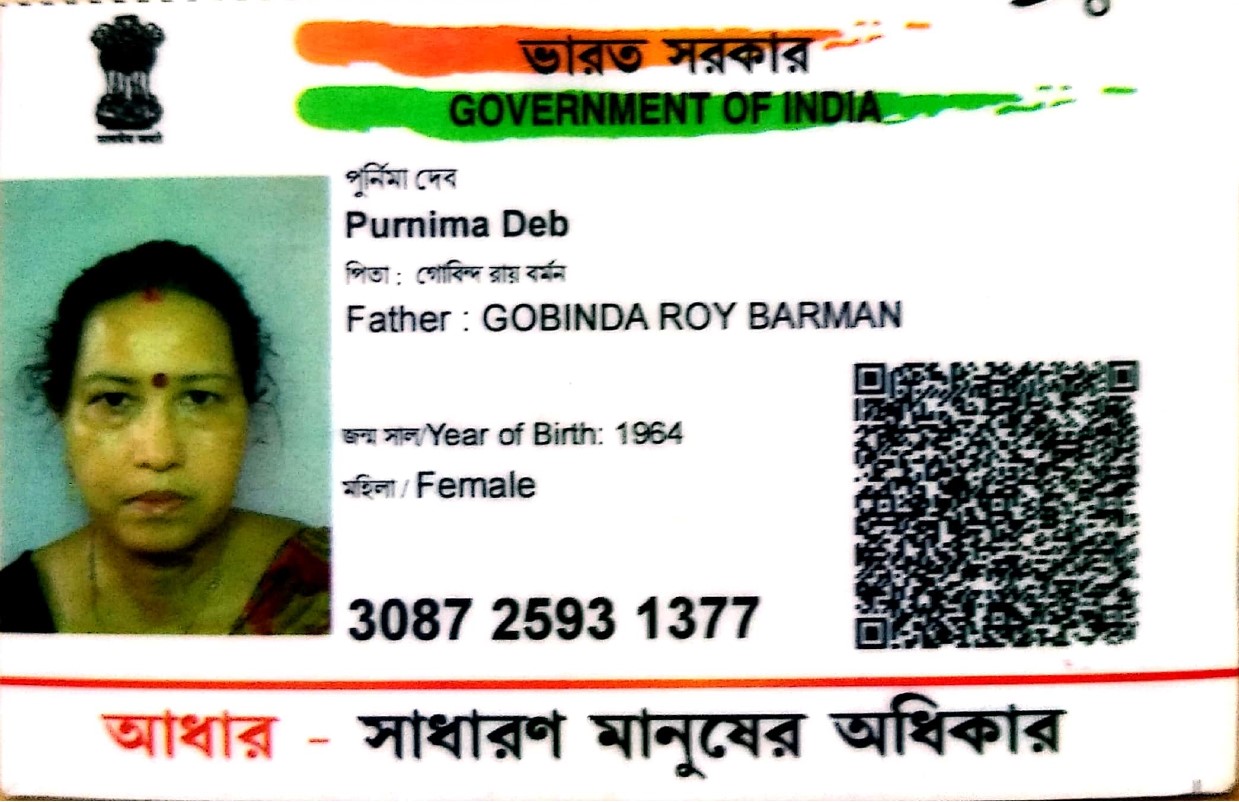 ভারত সরকার
GOVERNMENT OF INDIA
পূর্ণিমা দেব
Purnima Deb
পিতা : গোবিন্দ রায় বর্মন
Father : GOBINDA ROY BARMAN
জন্ম সাল/Year of Birth: 1964
মহিলা / Female
3087 2593 1377
আধার - সাধারণ মানুষের অধিকার